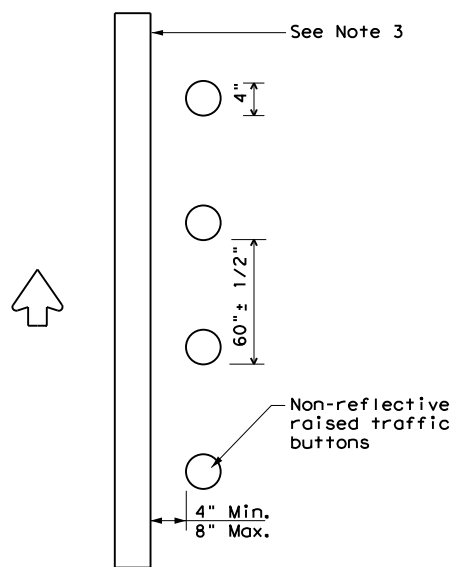 See Note 3
4"
60"± 1/2"
Non-reflective
raised traffic
buttons
4" Min.
8" Max.